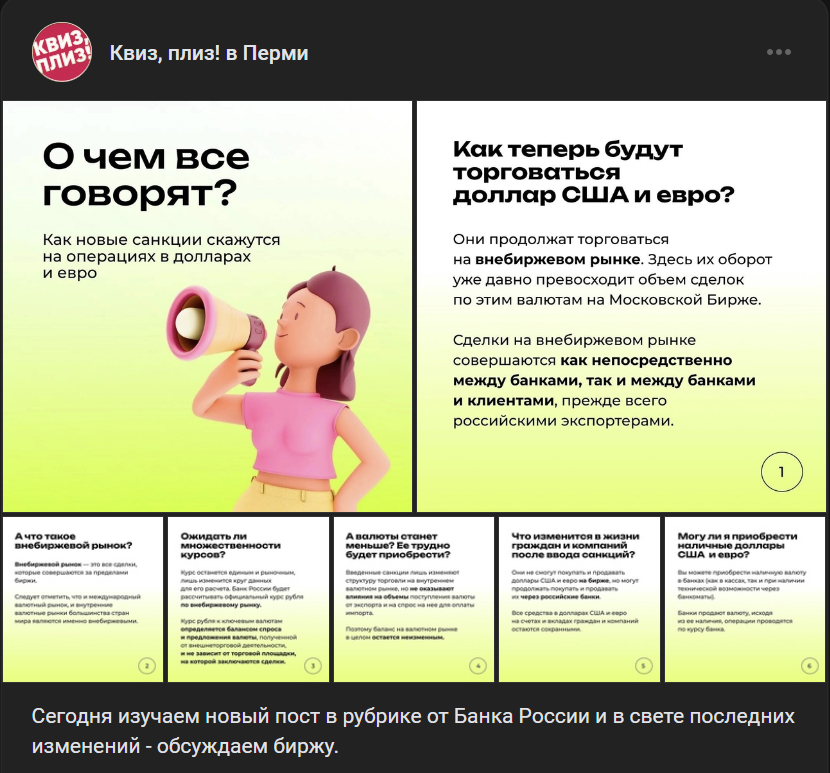 КВИЗ,
ПЛИЗ!
Квиз, плиз! в Перми
О чем все
говорят?
Как новые санкции скажутся
на операциях в долларах
и евро
Как теперь будут
торговаться
доллар США и евро?
Они продолжат торговаться
на внебиржевом рынке. Здесь их оборот
уже давно превосходит объем сделок
по этим валютам на Московской Бирже.
Сделки на внебиржевом рынке
совершаются как непосредственно
между банками, так и между банками
и клиентами, прежде всего
российскими экспортерами.
1
А что такое
внебиржевой рынок?
Внебиржевой рынок — это все сделки,
которые совершаются за пределами
биржи.
Следует отметить, что и международный
валютный рынок, и внутренние
валютные рынки большинства стран
мира являются именно внебиржевыми.
2
Ожидать ли
множественности
курсов?
Курс останется единым и рыночным,
лишь изменится круг данных
для его расчета. Банк России будет
рассчитывать официальный курс рубля
по внебиржевому рынку.
Курс рубля к ключевым валютам
определяется балансом спроса
и предложения валюты, полученной
от внешнеторговой деятельности,
и не зависит от торговой площадки,
на которой заключаются сделки.
3
А валюты станет
меньше? Ее трудно
будет приобрести?
Введенные санкции лишь изменяют
структуру торговли на внутреннем
валютном рынке, но не оказывают
влияния на объемы поступления валюты
от экспорта и на спрос на нее для оплаты
импорта.
Поэтому баланс на валютном рынке
в целом остается неизменным.
4
Что изменится в жизни
граждан и компаний
после ввода санкций?
Они не смогут покупать и продавать
доллары США и евро на бирже, но могут
продолжать покупать и продавать
их через российские банки.
Все средства в долларах США и евро
на счетах и вкладах граждан и компаний
остаются сохранными.
5
Могу ли я приобрести
наличные доллары
США и евро?
Вы можете приобрести наличную валюту
в банках (как в кассах, так и при наличии
технической возможности через
банкоматы).
Банки продают валюту, исходя
из ее наличия, операции проводятся
по курсу банка.
6
Сегодня изучаем новый пост в рубрике от Банка России и в свете последних
изменений - обсуждаем биржу.